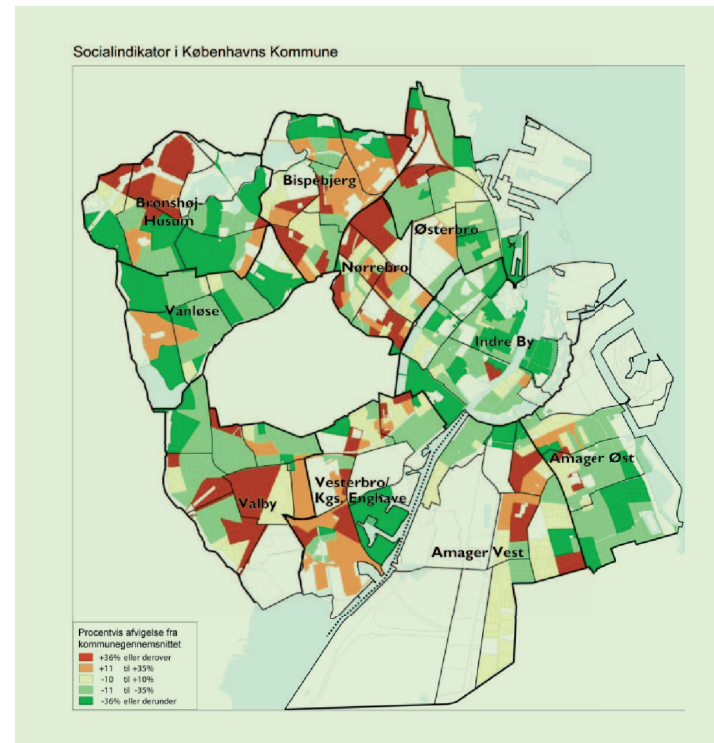 Socialindikator i Københavns Kommune
Bispebjerg
Brønshøj-
Husum
Østerbro
Nørrebro
Vanløse
Indre By
Amager Øst
Vesterbro/
Kgs. Enghave
Valby
Amager Vest
Procentvis afvigelse fra
kommunegennemsnittet
+36% eller derover
+11 til +35%
-10 til +10%
-11 til -35%
-36% eller derunder